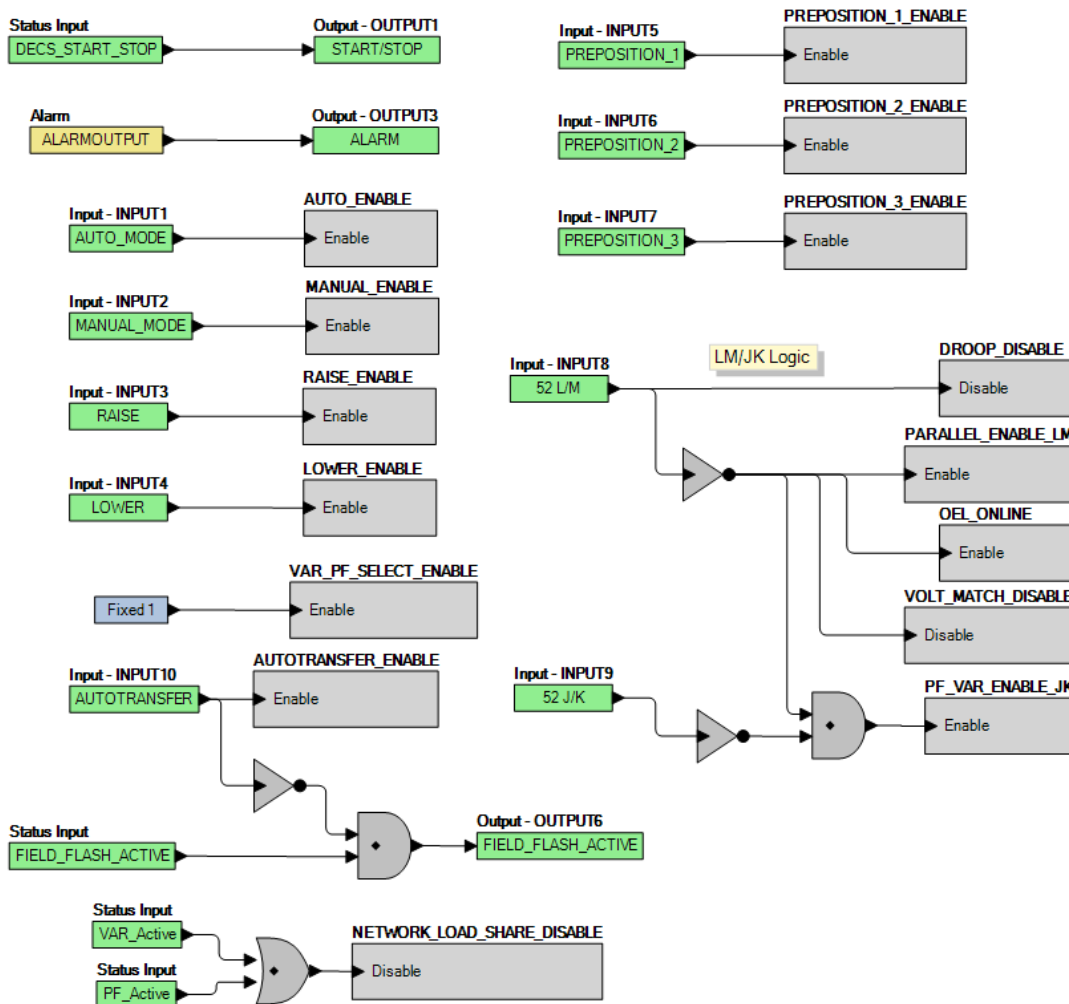 Status Input
DECS_START_STOP
Output - OUTPUT1
START/STOP
Alarm
ALARMOUTPUT
Output - OUTPUT3
ALARM
Input - INPUT1
AUTO_MODE
AUTO_ENABLE
Enable
Input - INPUT2
MANUAL_MODE
MANUAL_ENABLE
Enable
Input - INPUT3
RAISE
RAISE_ENABLE
Enable
Input - INPUT4
LOWER
LOWER_ENABLE
Enable
Fixed 1
VAR_PF_SELECT_ENABLE
Enable
Input - INPUT10
AUTOTRANSFER
AUTOTRANSFER_ENABLE
Enable
Status Input
FIELD_FLASH_ACTIVE
Output - OUTPUT6
FIELD_FLASH_ACTIVE
Status Input
VAR_Active
Status Input
PF_Active
NETWORK_LOAD_SHARE_DISABLE
Disable
Input - INPUT5
PREPOSITION_1
PREPOSITION_1_ENABLE
Enable
Input - INPUT6
PREPOSITION_2
PREPOSITION_2_ENABLE
Enable
Input - INPUT7
PREPOSITION_3
PREPOSITION_3_ENABLE
Enable
LM/JK Logic
Input - INPUT8
52 L/M
DROOP_DISABLE
Disable
PARALLEL_ENABLE_LM
Enable
OEL_ONLINE
Enable
VOLT_MATCH_DISABLE
Disable
Input - INPUT9
52 J/K
PF_VAR_ENABLE_JK
Enable